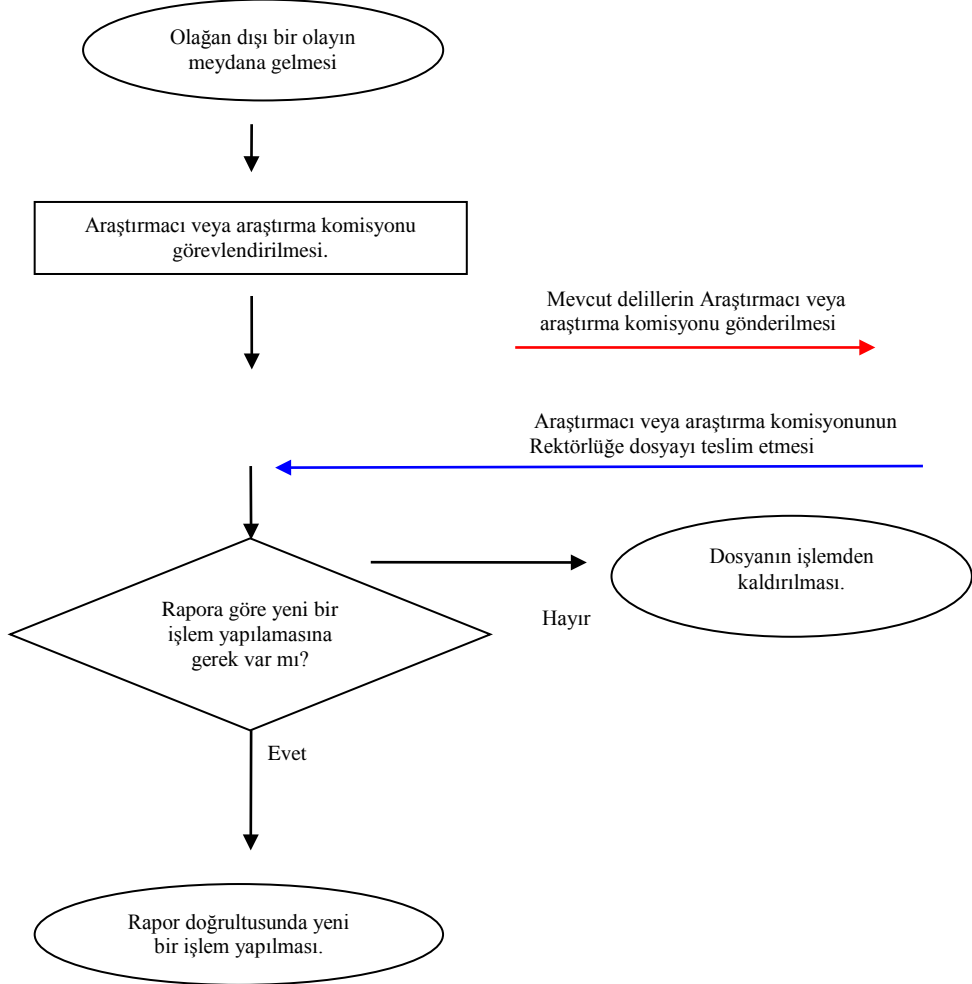 Olağan dışı bir olayın
meydana gelmesi
Araştırmacı veya araştırma komisyonu
görevlendirilmesi.
Mevcut delillerin Araştırmacı veya
araştırma komisyonu gönderilmesi
Araştırmacı veya araştırma komisyonunun
Rektörlüğe dosyayı teslim etmesi
Dosyanın işlemden
kaldırılması.
Rapora göre yeni bir
işlem yapılamasına
gerek var mı?
Hayır
Evet
Rapor doğrultusunda yeni
bir işlem yapılması.